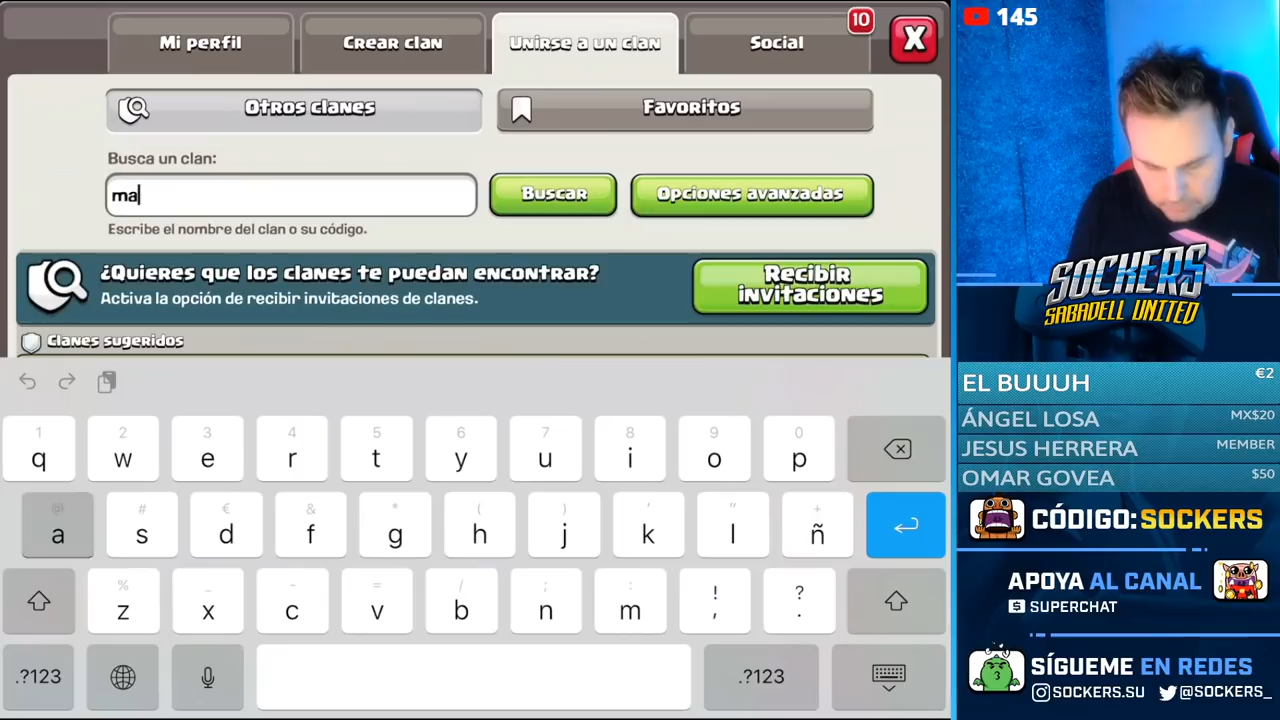 Mi perfil
Crear clan
Unirse a un clan
Social
10
X
145
Otros clanes
Favoritos
Busca un clan:
ma
Buscar
Opciones avanzadas
Escribe el nombre del clan o su código.
¿Quieres que los clanes te puedan encontrar?
Activa la opción de recibir invitaciones de clanes.
Recibir
invitaciones
Clanes sugeridos
SOCKERS
SABADELL UNITED
EL BUUUH €2
ÁNGEL LOSA MX$20
JESUS HERRERA MEMBER
OMAR GOVEA $50
CÓDIGO: SOCKERS
APOYA AL CANAL
SUPERCHAT
SÍGUEME EN REDES
SOCKERS.SU @SOCKERS_
1 2 3 4 5 6 7 8 9 0
q w e r t y u i o p
@ # € & * ( ) ' " +
a s d f g h j k l ñ
% _ - = / ; : ! ?
z x c v b n m , .
.?123 .?123